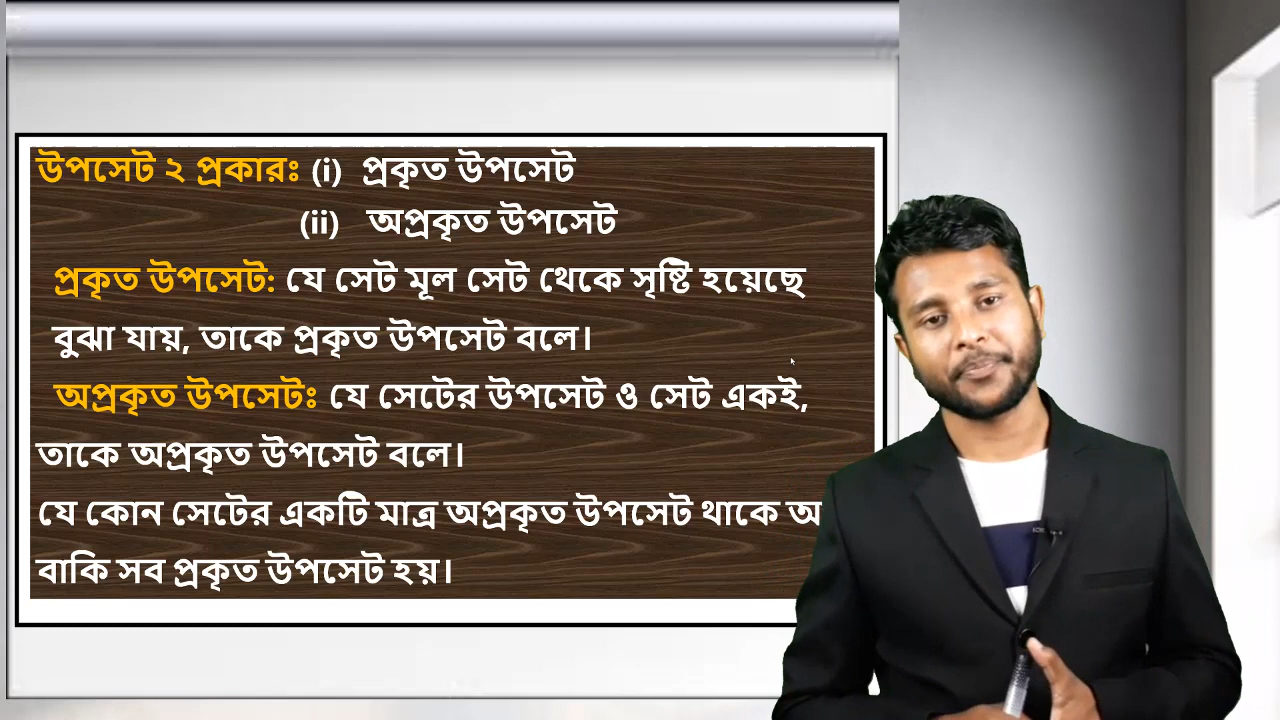 উপসেট ২ প্রকারঃ (i) প্রকৃত উপসেট
(ii) অপ্রকৃত উপসেট
প্রকৃত উপসেট: যে সেট মূল সেট থেকে সৃষ্টি হয়েছে
বুঝা যায়, তাকে প্রকৃত উপসেট বলে।
অপ্রকৃত উপসেটঃ যে সেটের উপসেট ও সেট একই,
তাকে অপ্রকৃত উপসেট বলে।
যে কোন সেটের একটি মাত্র অপ্রকৃত উপসেট থাকে
বাকি সব প্রকৃত উপসেট হয়।